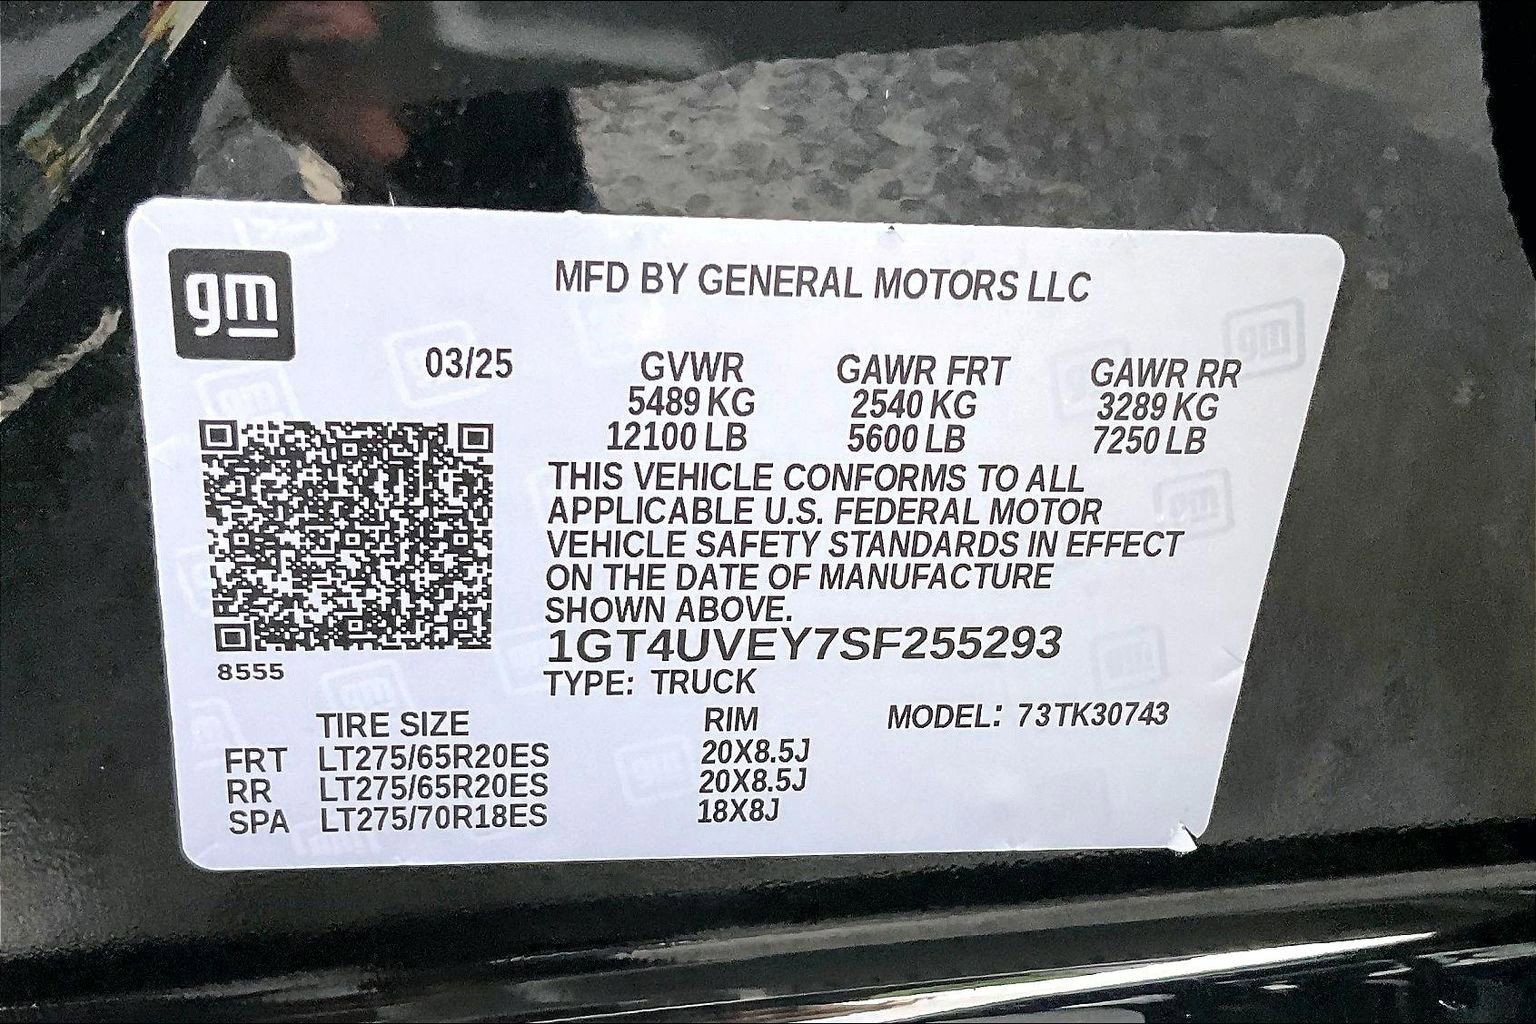 gm
MFD BY GENERAL MOTORS LLC
03/25 GVWR GAWR FRT GAWR RR
5489 KG 2540 KG 3289 KG
12100 LB 5600 LB 7250 LB
THIS VEHICLE CONFORMS TO ALL
APPLICABLE U.S. FEDERAL MOTOR
VEHICLE SAFETY STANDARDS IN EFFECT
ON THE DATE OF MANUFACTURE
SHOWN ABOVE.
1GT4UVEY7SF255293
8555
TYPE: TRUCK
TIRE SIZE RIM MODEL: 73TK30743
FRT LT275/65R20ES 20X8.5J
RR LT275/65R20ES 20X8.5J
SPA LT275/70R18ES 18X8J